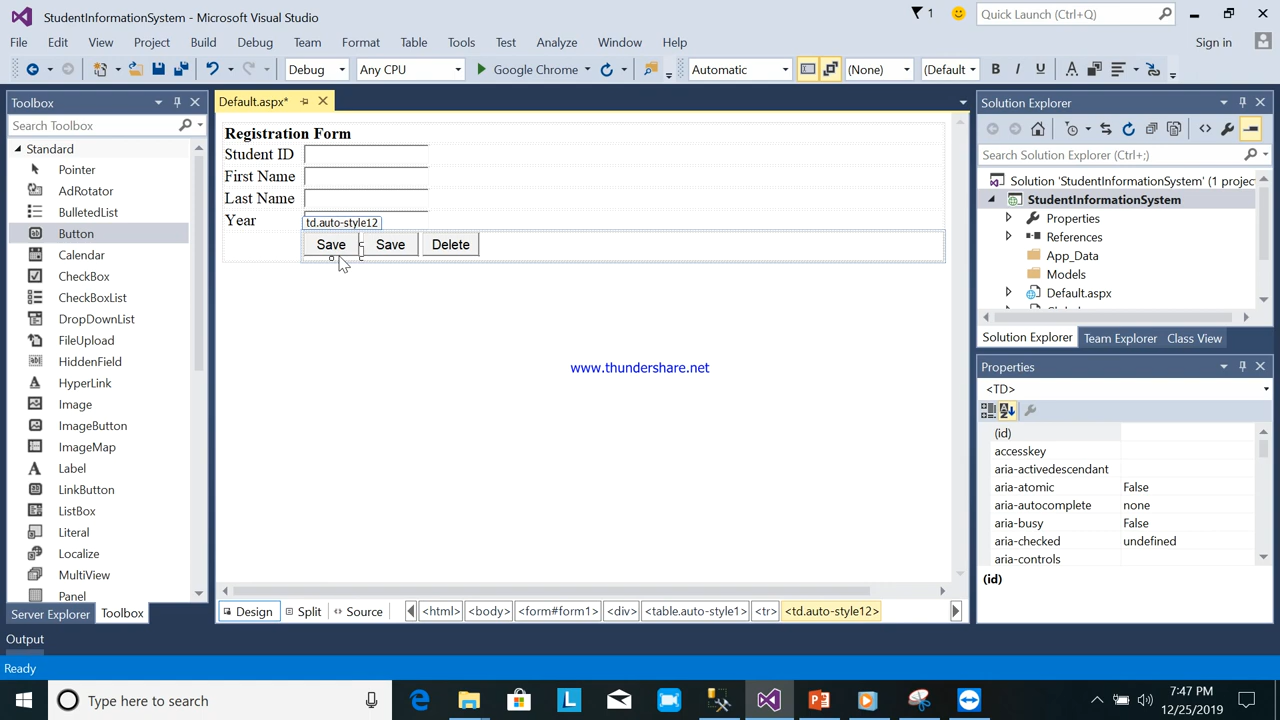 StudentInformationSystem - Microsoft Visual Studio
1
Quick Launch (Ctrl+Q)
File Edit View Project Build Debug Team Format Table Tools Test Analyze Window Help
Sign in
Debug Any CPU Google Chrome Automatic (None) (Default B I U A
Toolbox
Search Toolbox
Standard
Pointer
AdRotator
BulletedList
Button
Calendar
CheckBox
CheckBoxList
DropDownList
FileUpload
HiddenField
HyperLink
Image
ImageButton
ImageMap
Label
LinkButton
ListBox
Literal
Localize
MultiView
Panel
Server Explorer Toolbox
Default.aspx*
Registration Form
Student ID
First Name
Last Name
Year
td.auto-style12
Save Save Delete
www.thundershare.net
Design Split Source <html> <body> <form#form1> <div> <table.auto-style1> <tr> <td.auto-style12>
Solution Explorer
Search Solution Explorer (Ctrl+;)
Solution 'StudentInformationSystem' (1 projec
StudentInformationSystem
Properties
References
App_Data
Models
Default.aspx
Solution Explorer Team Explorer Class View
Properties
<TD>
(id)
accesskey
aria-activedescendant
aria-atomic False
aria-autocomplete none
aria-busy False
aria-checked undefined
aria-controls
(id)
Output
Ready
Type here to search
7:47 PM
12/25/2019